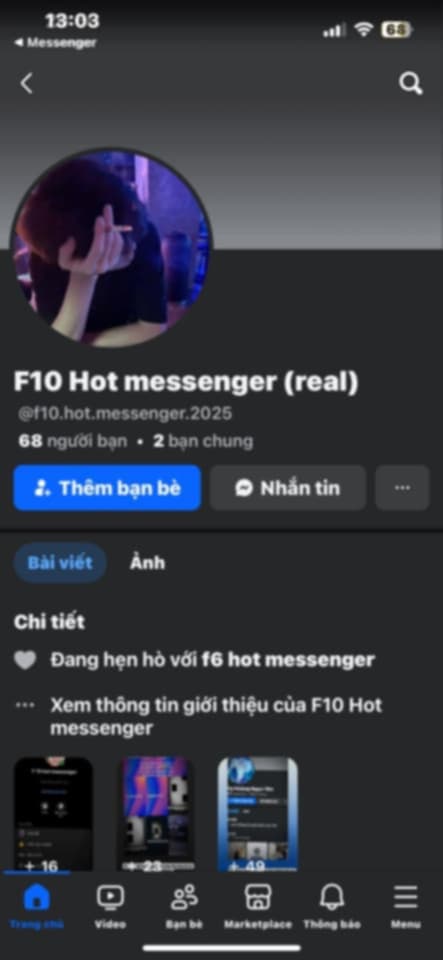 13:03
68
◄ Messenger
F10 Hot messenger (real)
@f10.hot.messenger.2025
68 người bạn • 2 bạn chung
Thêm bạn bè
Nhắn tin
...
Bài viết
Ảnh
Chi tiết
Đang hẹn hò với f6 hot messenger
... Xem thông tin giới thiệu của F10 Hot
messenger
+ 16
+ 23
+ 49
Trang chủ
Video
Bạn bè
Marketplace
Thông báo
Menu